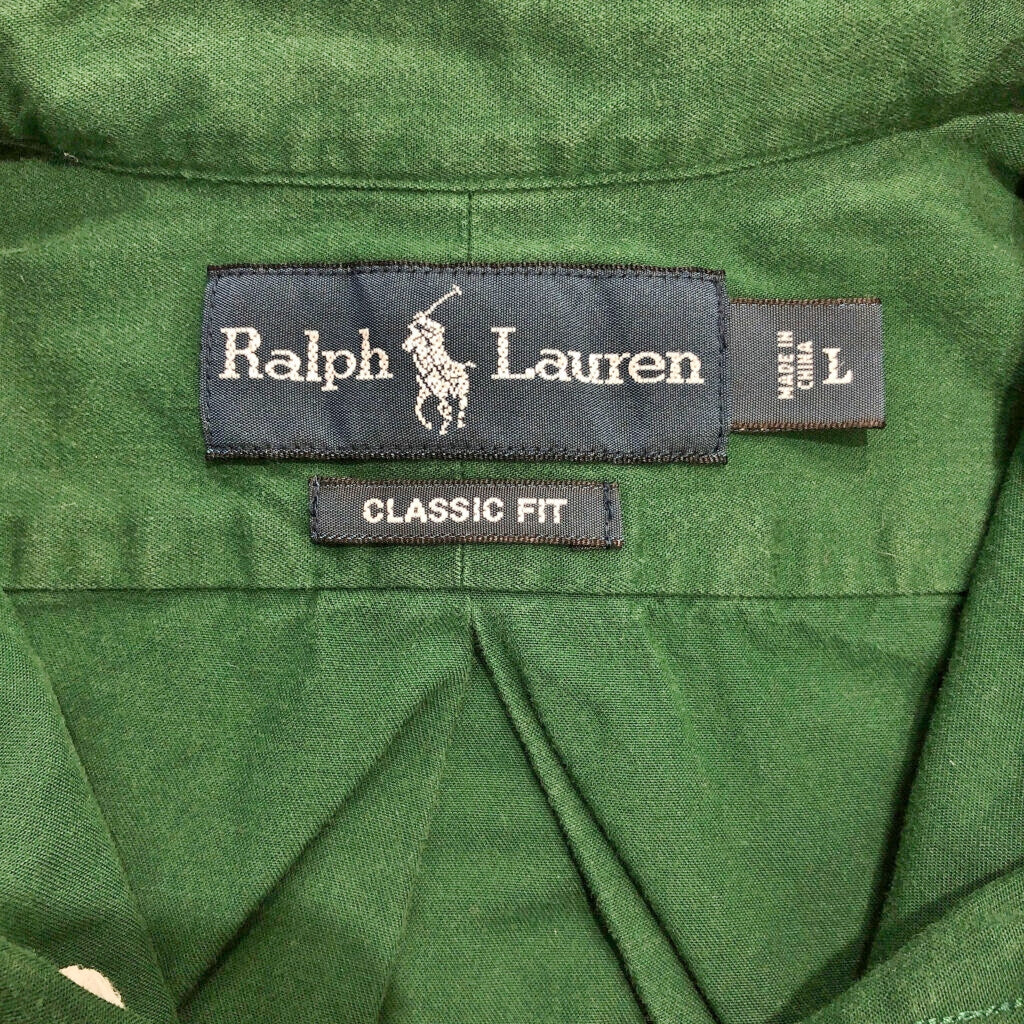 Ralph Lauren
MADE IN
CHINA
L
CLASSIC FIT